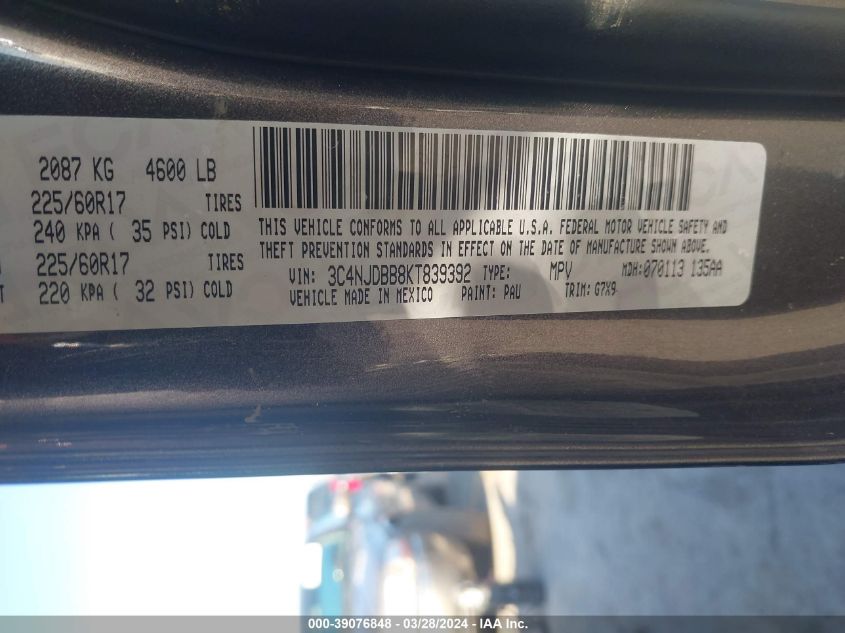 2087 KG 4600 LB
225/60R17 TIRES
240 KPA ( 35 PSI) COLD
225/60R17 TIRES
220 KPA ( 32 PSI) COLD
THIS VEHICLE CONFORMS TO ALL APPLICABLE U.S.A. FEDERAL MOTOR VEHICLE SAFETY AND
THEFT PREVENTION STANDARDS IN EFFECT ON THE DATE OF MANUFACTURE SHOWN ABOVE.
VIN: 3C4NJDBB8KT839392 TYPE: MPV MDH:070113 135AA
VEHICLE MADE IN MEXICO PAINT: PAU TRIM: G7X9
000-39076848 - 03/28/2024 - IAA Inc.